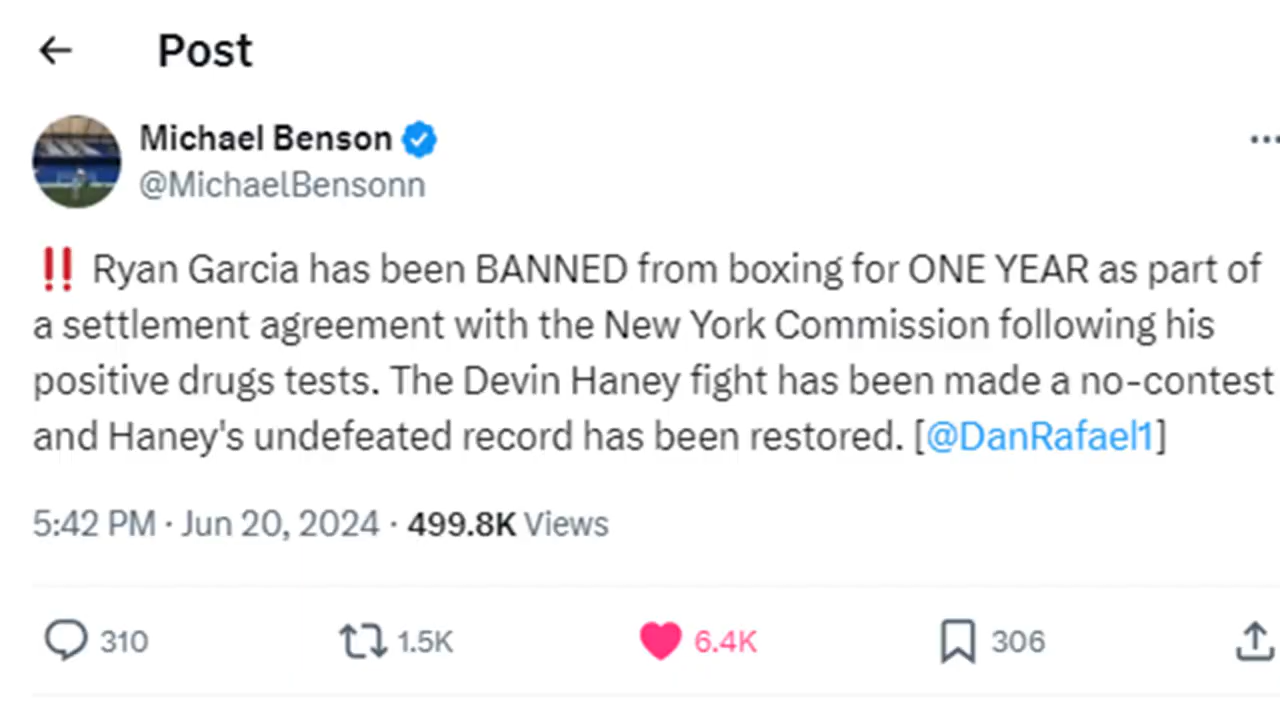 Post
Michael Benson
@MichaelBensonn
‼️ Ryan Garcia has been BANNED from boxing for ONE YEAR as part of
a settlement agreement with the New York Commission following his
positive drugs tests. The Devin Haney fight has been made a no-contest
and Haney's undefeated record has been restored. [@DanRafael1]
5:42 PM · Jun 20, 2024 · 499.8K Views
310 1.5K 6.4K 306